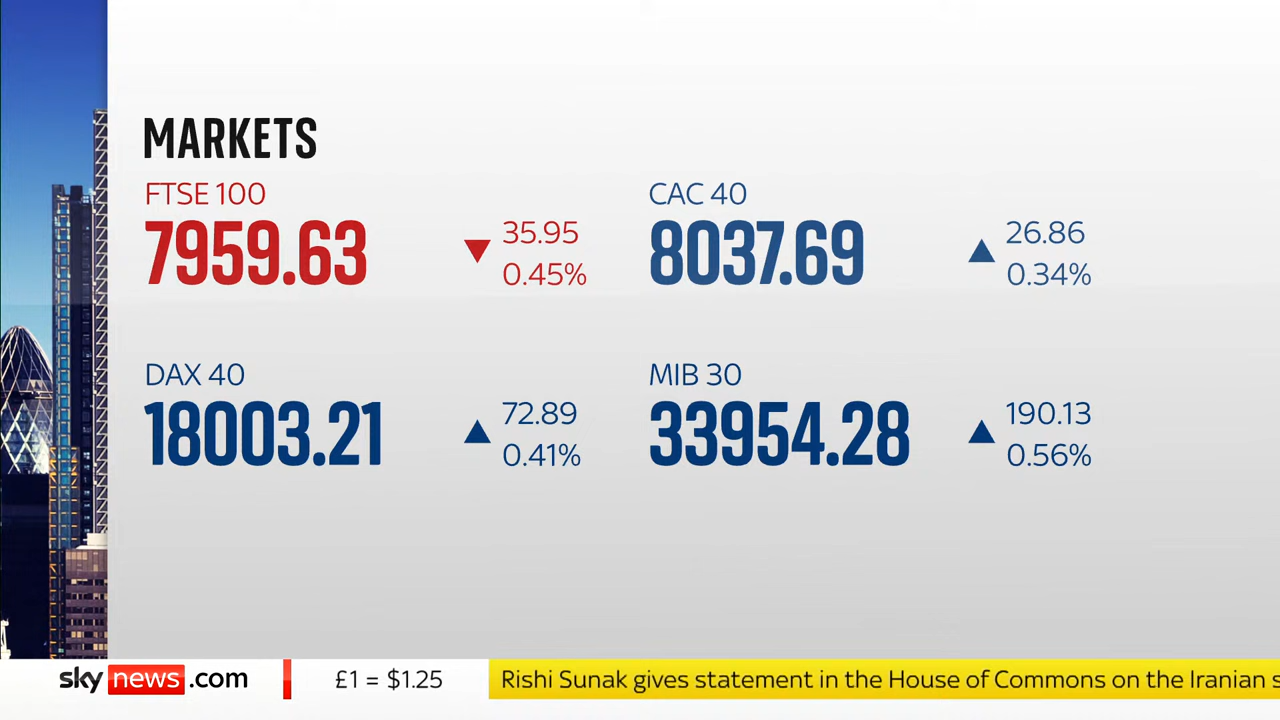 MARKETS
FTSE 100
7959.63
▼ 35.95
0.45%
CAC 40
8037.69
▲ 26.86
0.34%
DAX 40
18003.21
▲ 72.89
0.41%
MIB 30
33954.28
▲ 190.13
0.56%
sky news.com
£1 = $1.25
Rishi Sunak gives statement in the House of Commons on the Iranian s